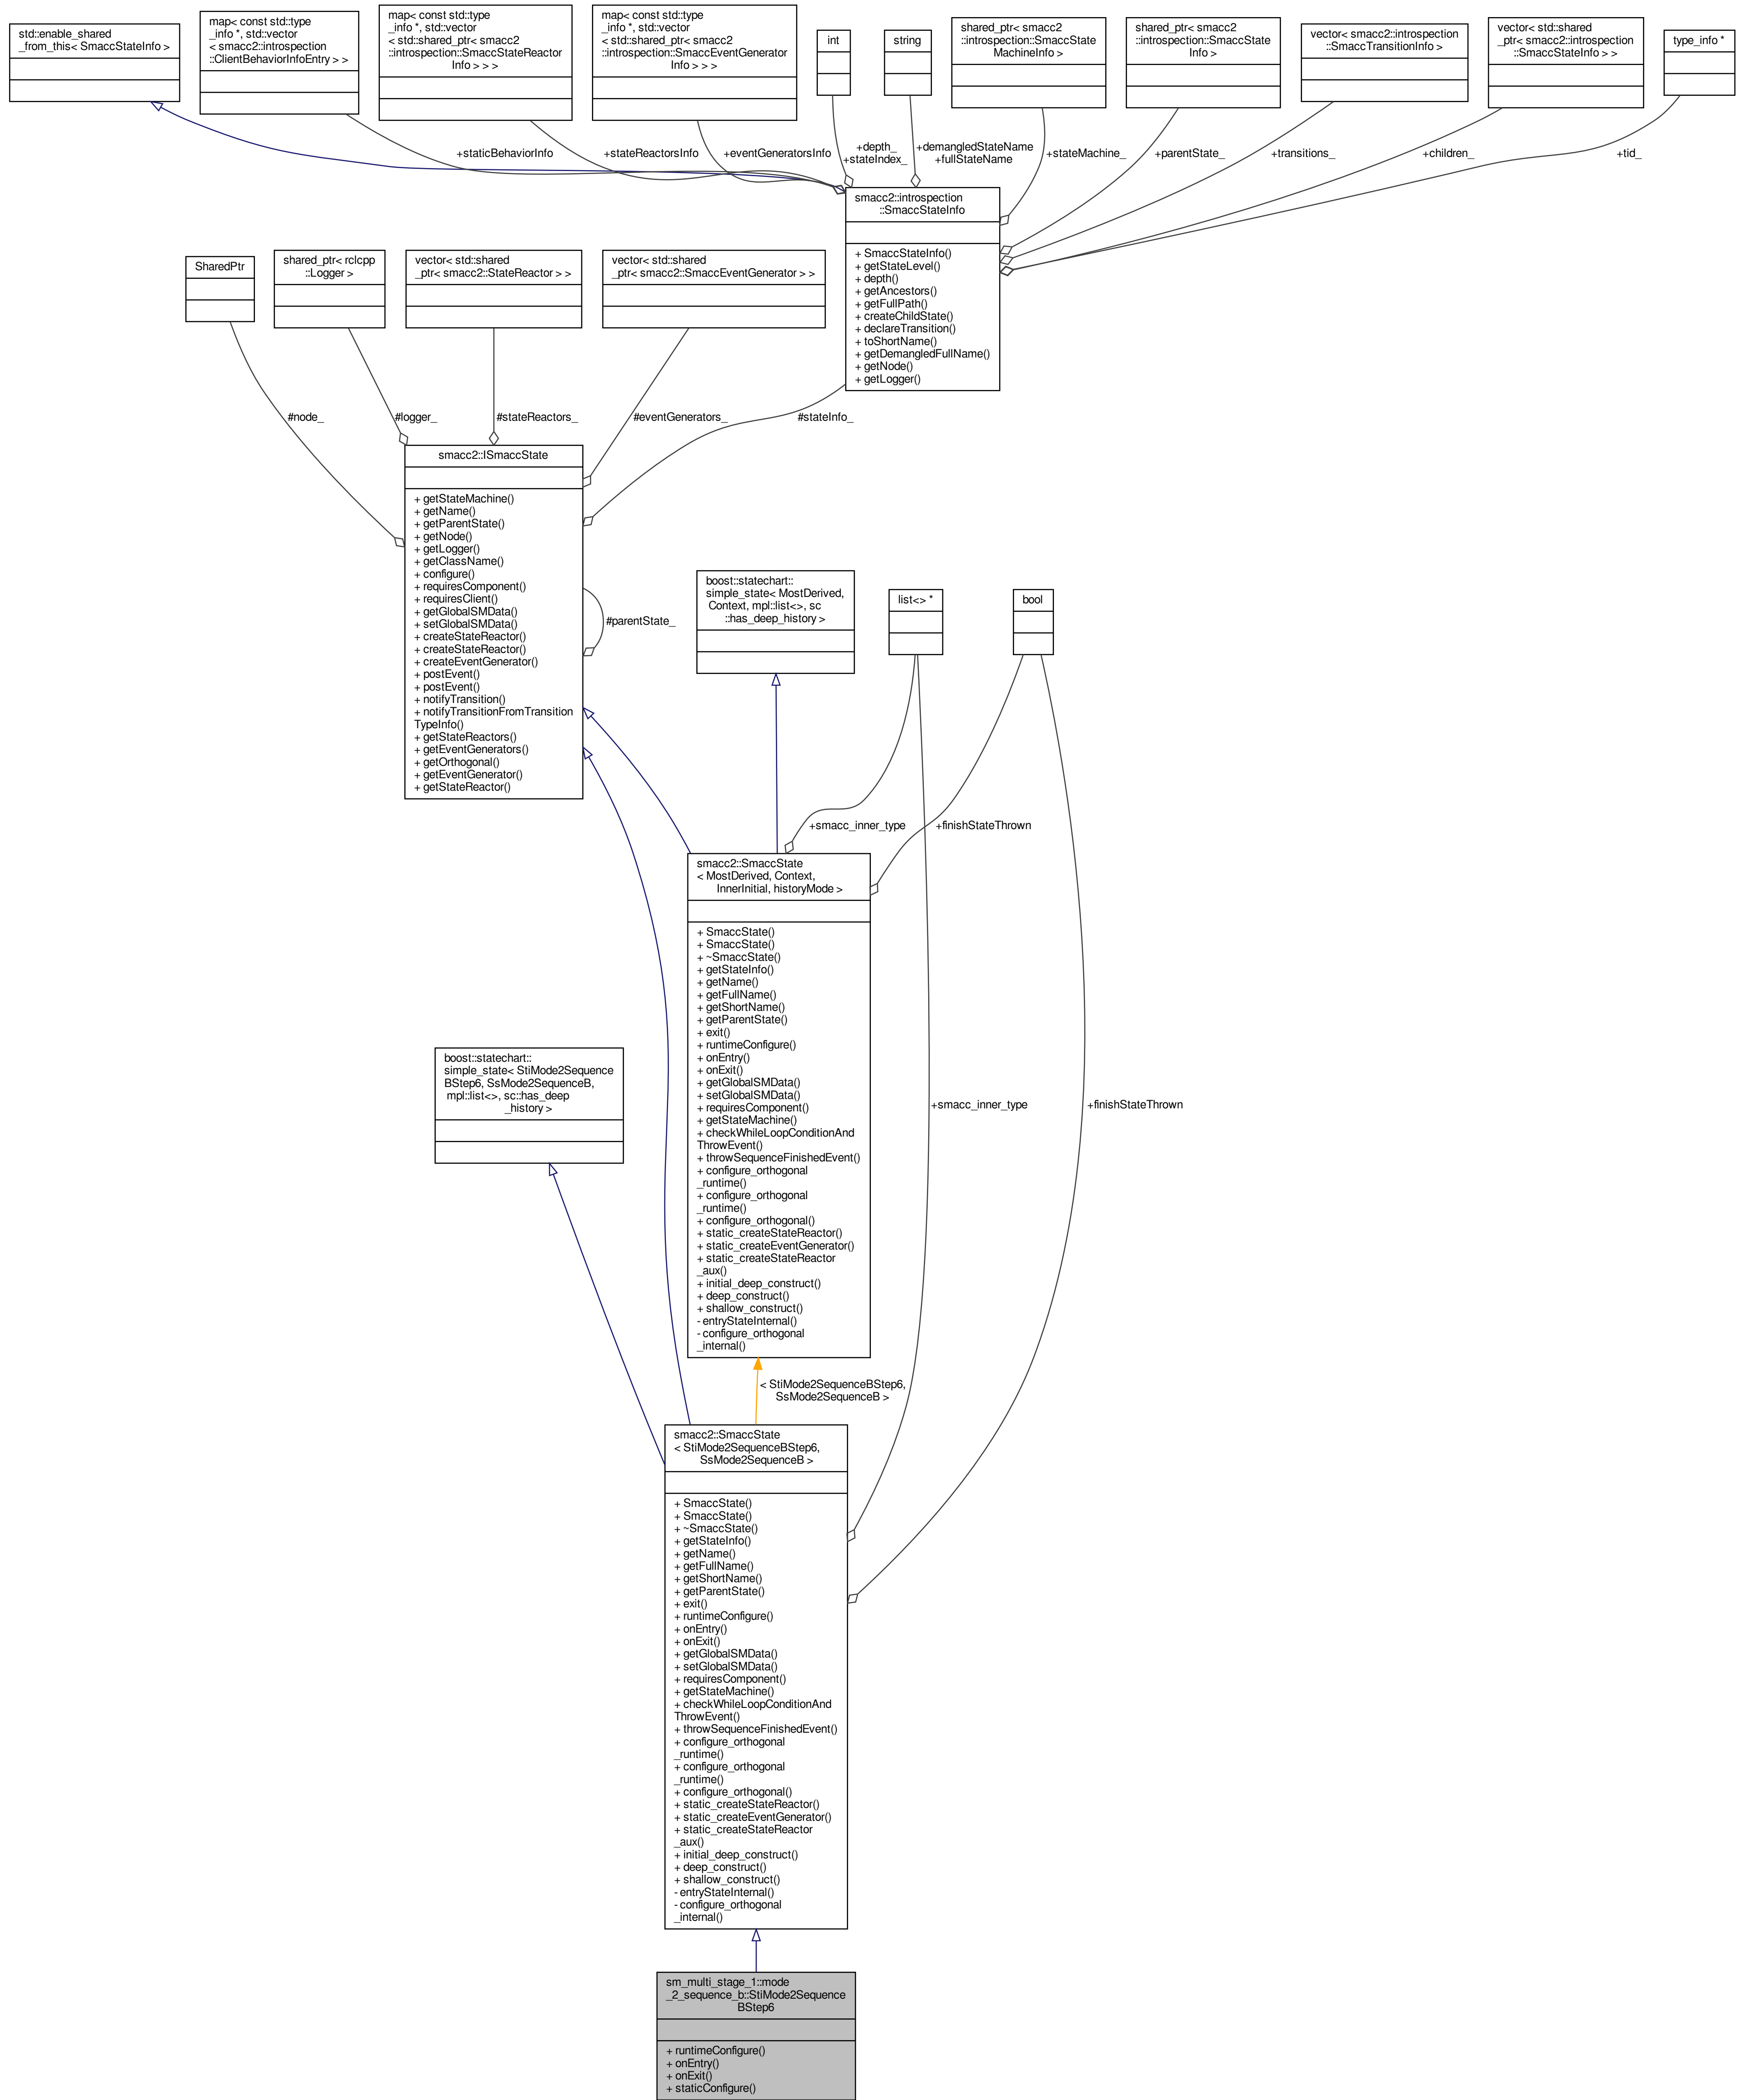 std::enable_shared
_from_this< SmaccStateInfo >
map< const std::type
_info *, std::vector
< smacc2::introspection
::ClientBehaviorInfoEntry > >
map< const std::type
_info *, std::vector
< std::shared_ptr< smacc2
::introspection::SmaccStateReactor
Info > > >
map< const std::type
_info *, std::vector
< std::shared_ptr< smacc2
::introspection::SmaccEventGenerator
Info > > >
int
string
shared_ptr< smacc2
::introspection::SmaccState
MachineInfo >
shared_ptr< smacc2
::introspection::SmaccState
Info >
vector< smacc2::introspection
::SmaccTransitionInfo >
vector< std::shared
_ptr< smacc2::introspection
::SmaccStateInfo > >
type_info *
+staticBehaviorInfo
+stateReactorsInfo
+eventGeneratorsInfo
+depth_
+stateIndex_
+demangledStateName
+fullStateName
+stateMachine_
+parentState_
+transitions_
+children_
+tid_
smacc2::introspection
::SmaccStateInfo
+ SmaccStateInfo()
+ getStateLevel()
+ depth()
+ getAncestors()
+ getFullPath()
+ createChildState()
+ declareTransition()
+ toShortName()
+ getDemangledFullName()
+ getNode()
+ getLogger()
SharedPtr
shared_ptr< rclcpp
::Logger >
vector< std::shared
_ptr< smacc2::StateReactor > >
vector< std::shared
_ptr< smacc2::SmaccEventGenerator > >
#node_
#logger_
#stateReactors_
#eventGenerators_
#stateInfo_
smacc2::ISmaccState
+ getStateMachine()
+ getName()
+ getParentState()
+ getNode()
+ getLogger()
+ getClassName()
+ configure()
+ requiresComponent()
+ requiresClient()
+ getGlobalSMData()
+ setGlobalSMData()
+ createStateReactor()
+ createStateReactor()
+ createEventGenerator()
+ postEvent()
+ postEvent()
+ notifyTransition()
+ notifyTransitionFromTransition
TypeInfo()
+ getStateReactors()
+ getEventGenerators()
+ getOrthogonal()
+ getEventGenerator()
+ getStateReactor()
#parentState_
boost::statechart::
simple_state< MostDerived,
Context, mpl::list<>, sc
::has_deep_history >
list<> *
bool
+smacc_inner_type
+finishStateThrown
smacc2::SmaccState
< MostDerived, Context,
InnerInitial, historyMode >
+ SmaccState()
+ SmaccState()
+ ~SmaccState()
+ getStateInfo()
+ getName()
+ getFullName()
+ getShortName()
+ getParentState()
+ exit()
+ runtimeConfigure()
+ onEntry()
+ onExit()
+ getGlobalSMData()
+ setGlobalSMData()
+ requiresComponent()
+ getStateMachine()
+ checkWhileLoopConditionAnd
ThrowEvent()
+ throwSequenceFinishedEvent()
+ configure_orthogonal
_runtime()
+ configure_orthogonal
_runtime()
+ configure_orthogonal()
+ static_createStateReactor()
+ static_createEventGenerator()
+ static_createStateReactor
_aux()
+ initial_deep_construct()
+ deep_construct()
+ shallow_construct()
- entryStateInternal()
- configure_orthogonal
_internal()
boost::statechart::
simple_state< StiMode2Sequence
BStep6, SsMode2SequenceB,
mpl::list<>, sc::has_deep
_history >
+smacc_inner_type
+finishStateThrown
< StiMode2SequenceBStep6,
SsMode2SequenceB >
smacc2::SmaccState
< StiMode2SequenceBStep6,
SsMode2SequenceB >
+ SmaccState()
+ SmaccState()
+ ~SmaccState()
+ getStateInfo()
+ getName()
+ getFullName()
+ getShortName()
+ getParentState()
+ exit()
+ runtimeConfigure()
+ onEntry()
+ onExit()
+ getGlobalSMData()
+ setGlobalSMData()
+ requiresComponent()
+ getStateMachine()
+ checkWhileLoopConditionAnd
ThrowEvent()
+ throwSequenceFinishedEvent()
+ configure_orthogonal
_runtime()
+ configure_orthogonal
_runtime()
+ configure_orthogonal()
+ static_createStateReactor()
+ static_createEventGenerator()
+ static_createStateReactor
_aux()
+ initial_deep_construct()
+ deep_construct()
+ shallow_construct()
- entryStateInternal()
- configure_orthogonal
_internal()
sm_multi_stage_1::mode
_2_sequence_b::StiMode2Sequence
BStep6
+ runtimeConfigure()
+ onEntry()
+ onExit()
+ staticConfigure()